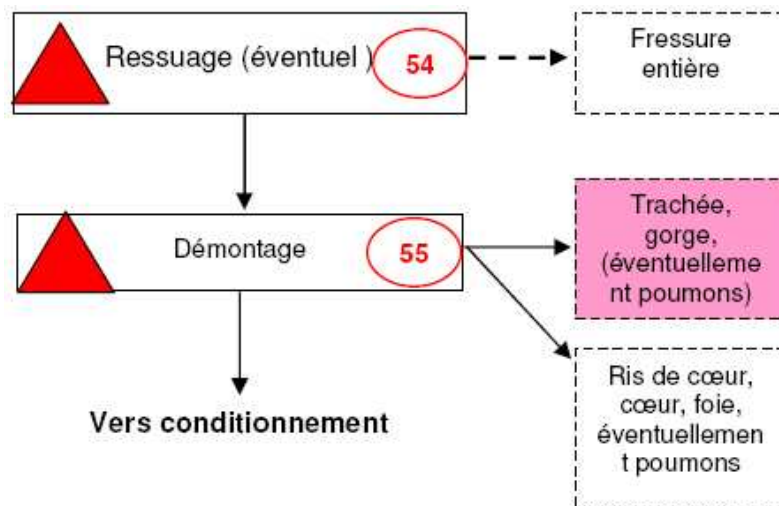 Ressuage (éventuel )
54
Fressure
entière
Démontage
55
Trachée,
gorge,
(éventuelleme
nt poumons)
Vers conditionnement
Ris de cœur,
cœur, foie,
éventuellemen
t poumons